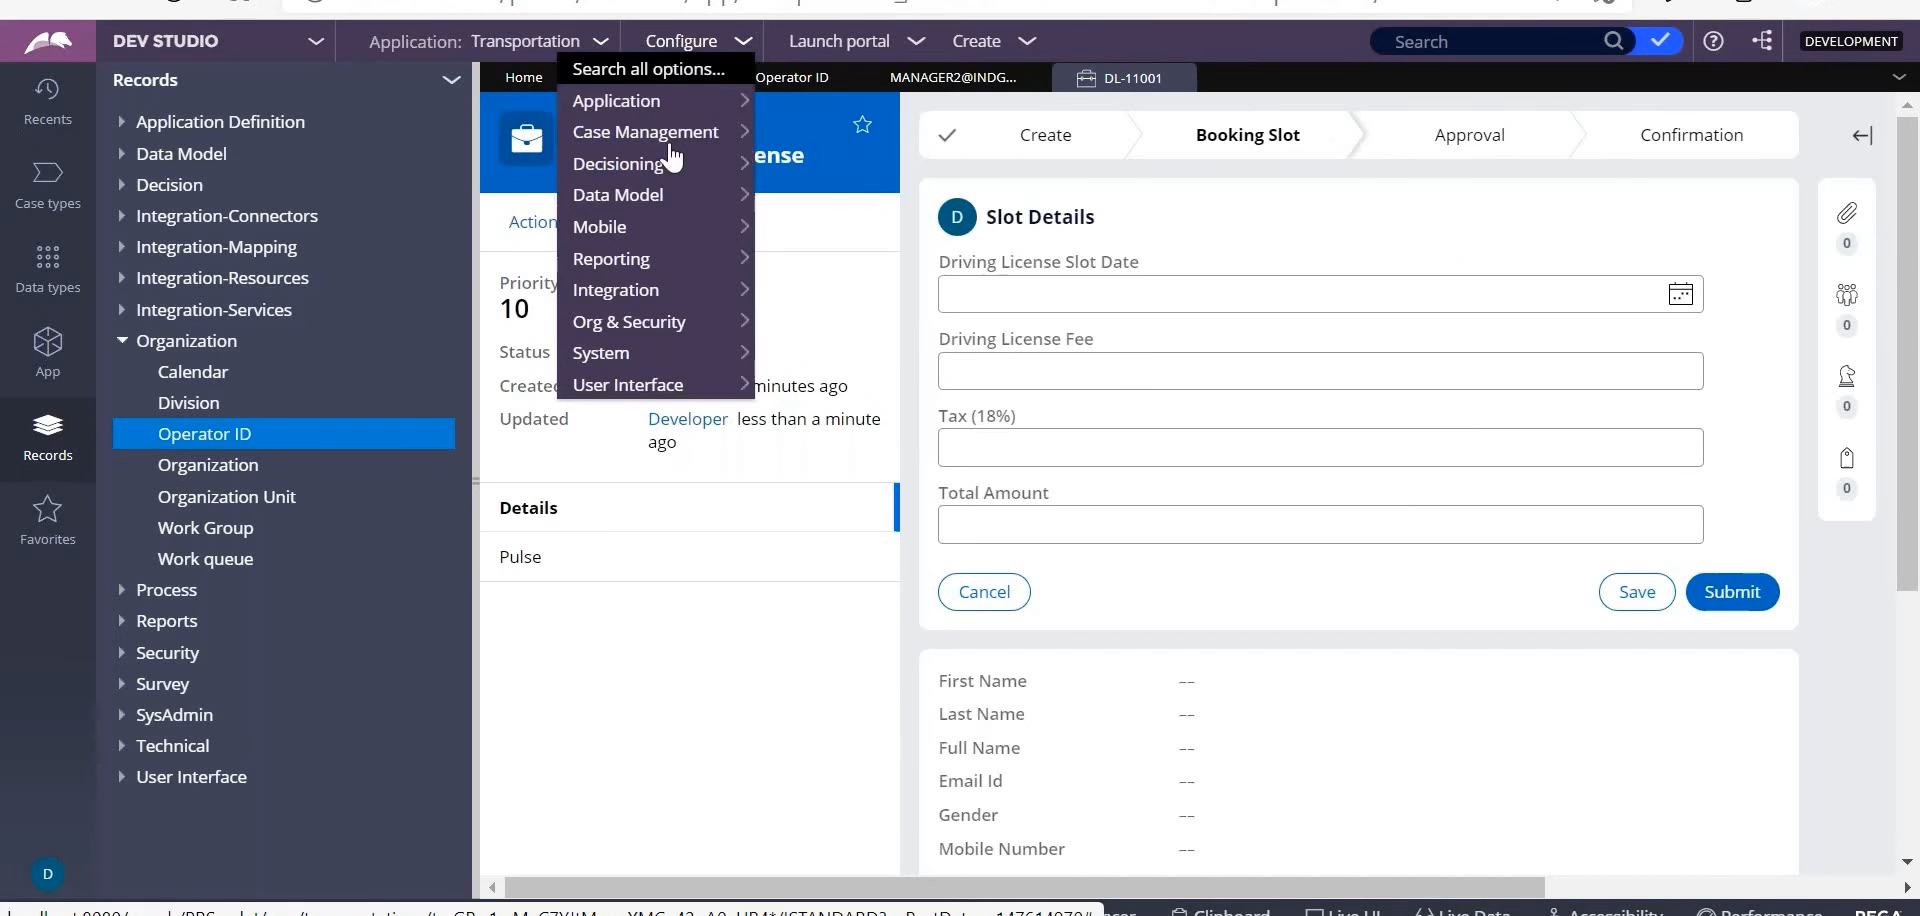 DEV STUDIO
Application: Transportation
Configure
Launch portal
Create
Search
DEVELOPMENT
Recents
Case types
Data types
App
Records
Favorites
D
Records
Application Definition
Data Model
Decision
Integration-Connectors
Integration-Mapping
Integration-Resources
Integration-Services
Organization
Calendar
Division
Operator ID
Organization
Organization Unit
Work Group
Work queue
Process
Reports
Security
Survey
SysAdmin
Technical
User Interface
Home
Operator ID
MANAGER2@INDG...
DL-11001
Search all options...
Application
Case Management
Decisioning
Data Model
Mobile
Reporting
Integration
Org & Security
System
User Interface
ense
Action
Priority
10
Status
Created
minutes ago
Updated
Developer less than a minute
ago
Details
Pulse
Create
Booking Slot
Approval
Confirmation
D Slot Details
Driving License Slot Date
Driving License Fee
Tax (18%)
Total Amount
Cancel
Save
Submit
First Name --
Last Name --
Full Name --
Email Id --
Gender --
Mobile Number --
0
0
0
0
Clipboard
Live UI
Live Data
Accessibility
Performance
PEGA